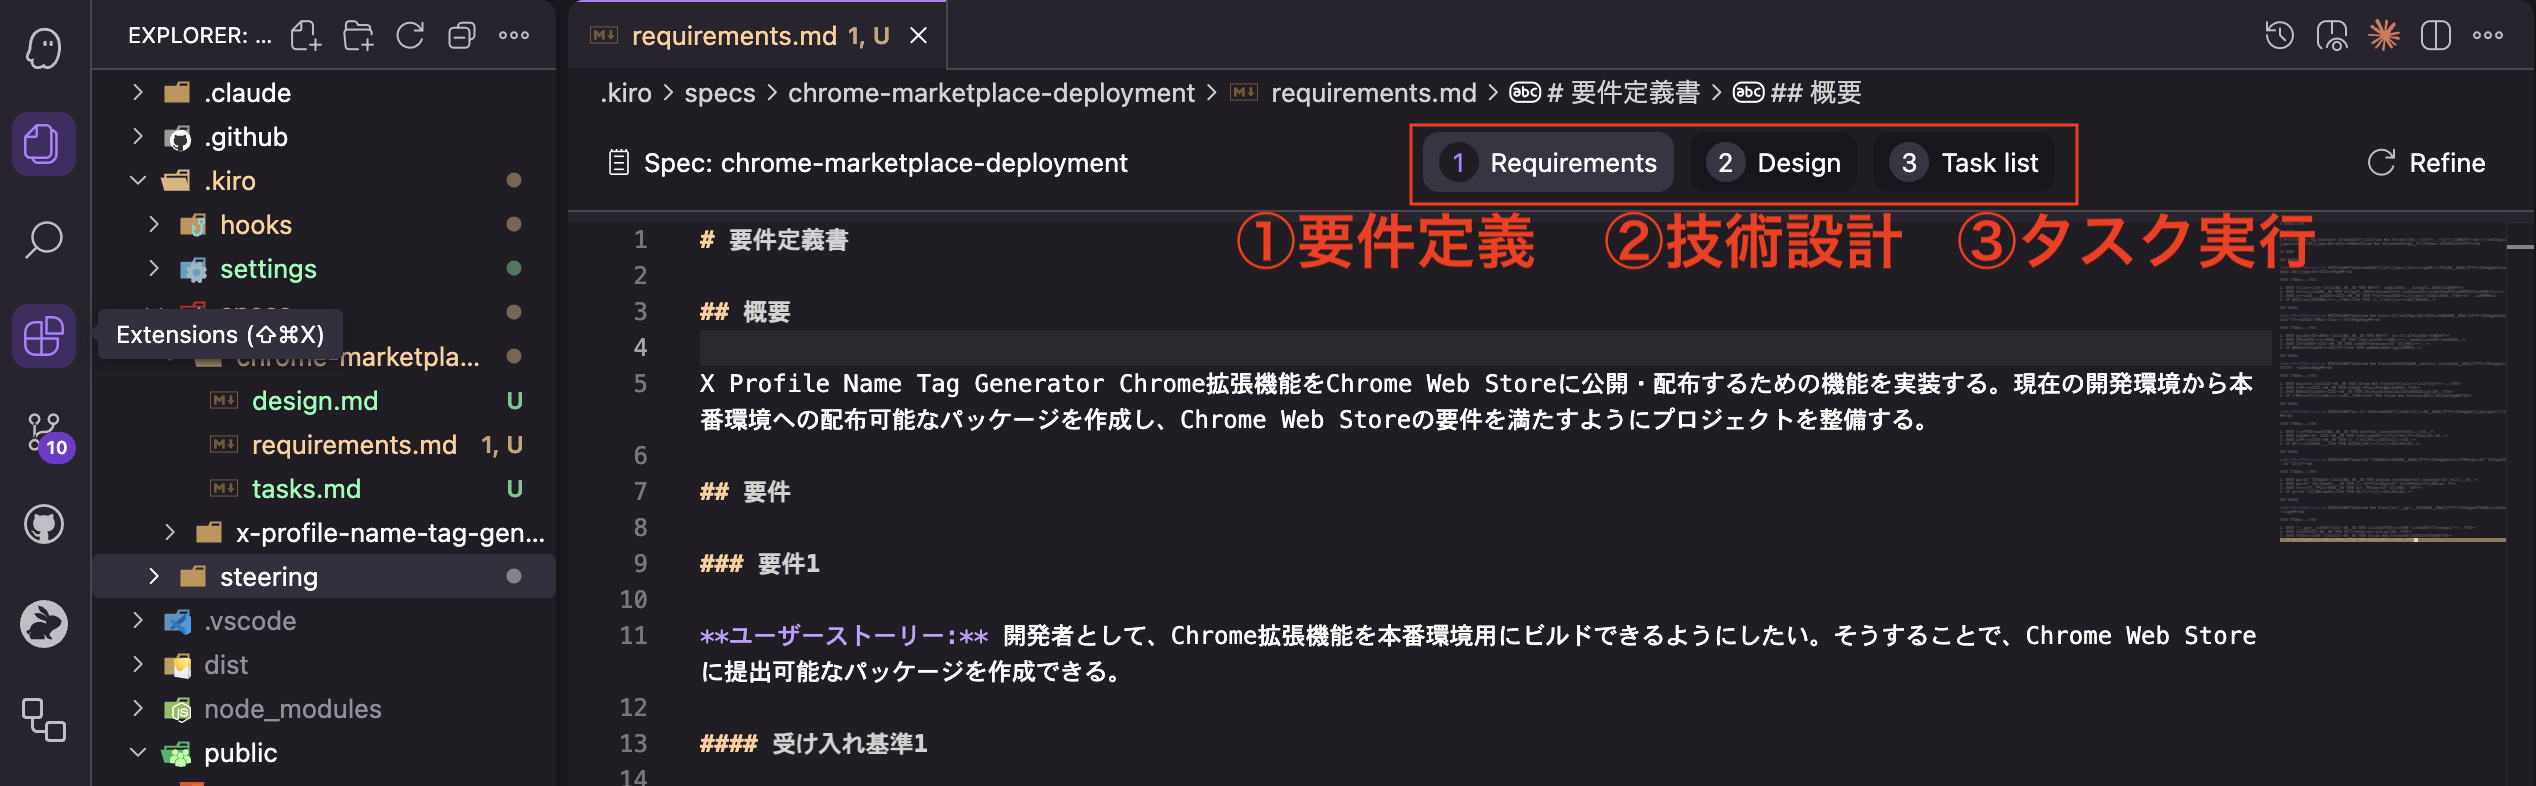 EXPLORER: ...
.claude
.github
.kiro
hooks
settings
Extensions (⇧⌘X)
chrome-marketpla...
design.md U
requirements.md 1, U
tasks.md U
x-profile-name-tag-gen...
steering
.vscode
dist
node_modules
public
10
requirements.md 1, U
.kiro > specs > chrome-marketplace-deployment > requirements.md > # 要件定義書 > ## 概要
Spec: chrome-marketplace-deployment
1 Requirements
2 Design
3 Task list
Refine
①要件定義 ②技術設計 ③タスク実行
1 # 要件定義書
2
3 ## 概要
4
5 X Profile Name Tag Generator Chrome拡張機能をChrome Web Storeに公開・配布するための機能を実装する。現在の開発環境から本
番環境への配布可能なパッケージを作成し、Chrome Web Storeの要件を満たすようにプロジェクトを整備する。
6
7 ## 要件
8
9 ### 要件1
10
11 **ユーザーストーリー:** 開発者として、Chrome拡張機能を本番環境用にビルドできるようにしたい。そうすることで、Chrome Web Store
に提出可能なパッケージを作成できる。
12
13 #### 受け入れ基準1
14